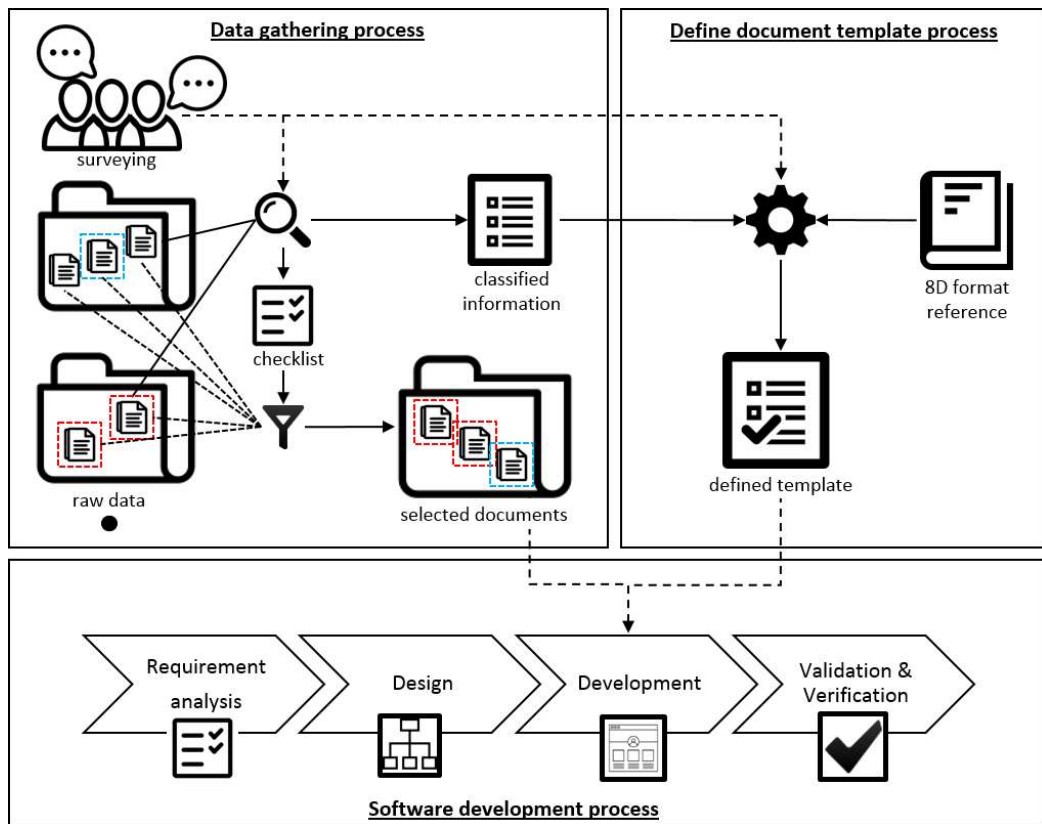 Data gathering process
Define document template process
surveying
classified
information
8D format
reference
checklist
raw data
selected documents
defined template
Requirement
analysis
Design
Development
Validation &
Verification
Software development process